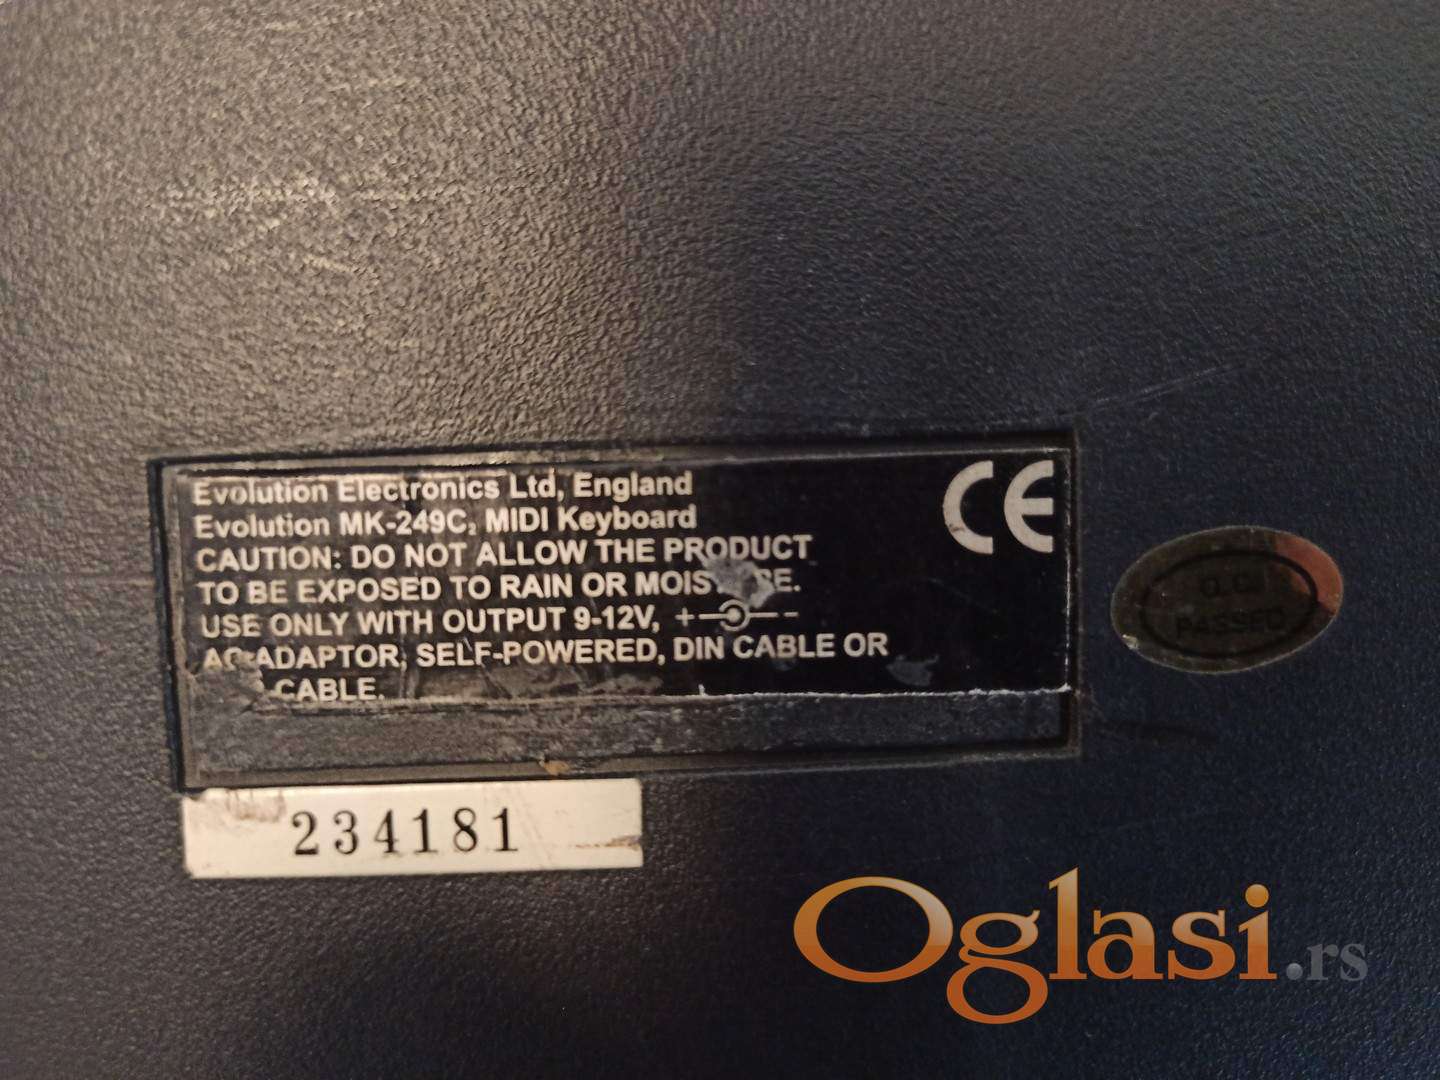 Evolution Electronics Ltd, England
Evolution MK-249C, MIDI Keyboard
CAUTION: DO NOT ALLOW THE PRODUCT
TO BE EXPOSED TO RAIN OR MOISTURE.
USE ONLY WITH OUTPUT 9-12V, + -
AC ADAPTOR, SELF-POWERED, DIN CABLE OR
CABLE.
CE
Q.C.
PASSED
234181
Oglasi.rs